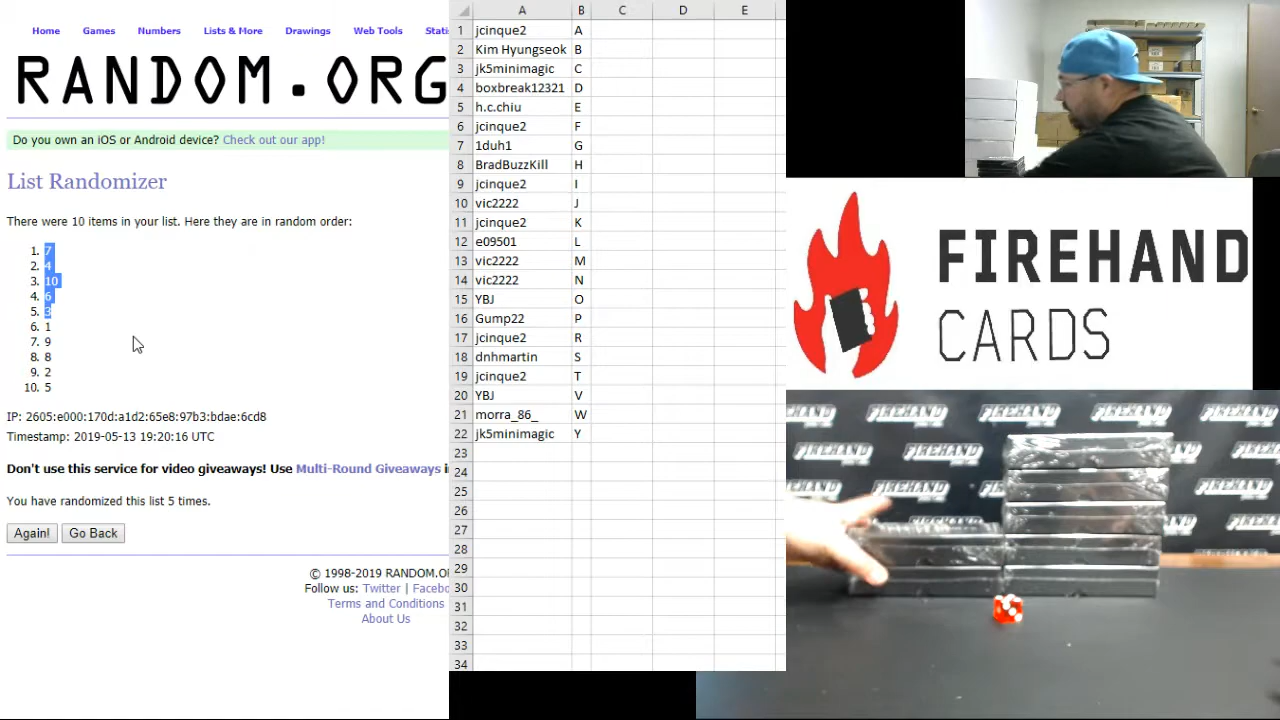 Home Games Numbers Lists & More Drawings Web Tools Stati
RANDOM.ORG
Do you own an iOS or Android device? Check out our app!
List Randomizer
There were 10 items in your list. Here they are in random order:
1. 7
2. 4
3. 10
4. 6
5. 3
6. 1
7. 9
8. 8
9. 2
10. 5
IP: 2605:e000:170d:a1d2:65e8:97b3:bdae:6cd8
Timestamp: 2019-05-13 19:20:16 UTC
Don't use this service for video giveaways! Use Multi-Round Giveaways i
You have randomized this list 5 times.
Again! Go Back
© 1998-2019 RANDOM.OR
Follow us: Twitter | Facebo
Terms and Conditions
About Us
A B C D E
1 jcinque2 A
2 Kim Hyungseok B
3 jk5minimagic C
4 boxbreak12321 D
5 h.c.chiu E
6 jcinque2 F
7 1duh1 G
8 BradBuzzKill H
9 jcinque2 I
10 vic2222 J
11 jcinque2 K
12 e09501 L
13 vic2222 M
14 vic2222 N
15 YBJ O
16 Gump22 P
17 jcinque2 R
18 dnhmartin S
19 jcinque2 T
20 YBJ V
21 morra_86_ W
22 jk5minimagic Y
23
24
25
26
27
28
29
30
31
32
33
34
FIREHAND
CARDS
FIREHAND FIREHAND FIREHAND
FIREHAND
FIREHAND